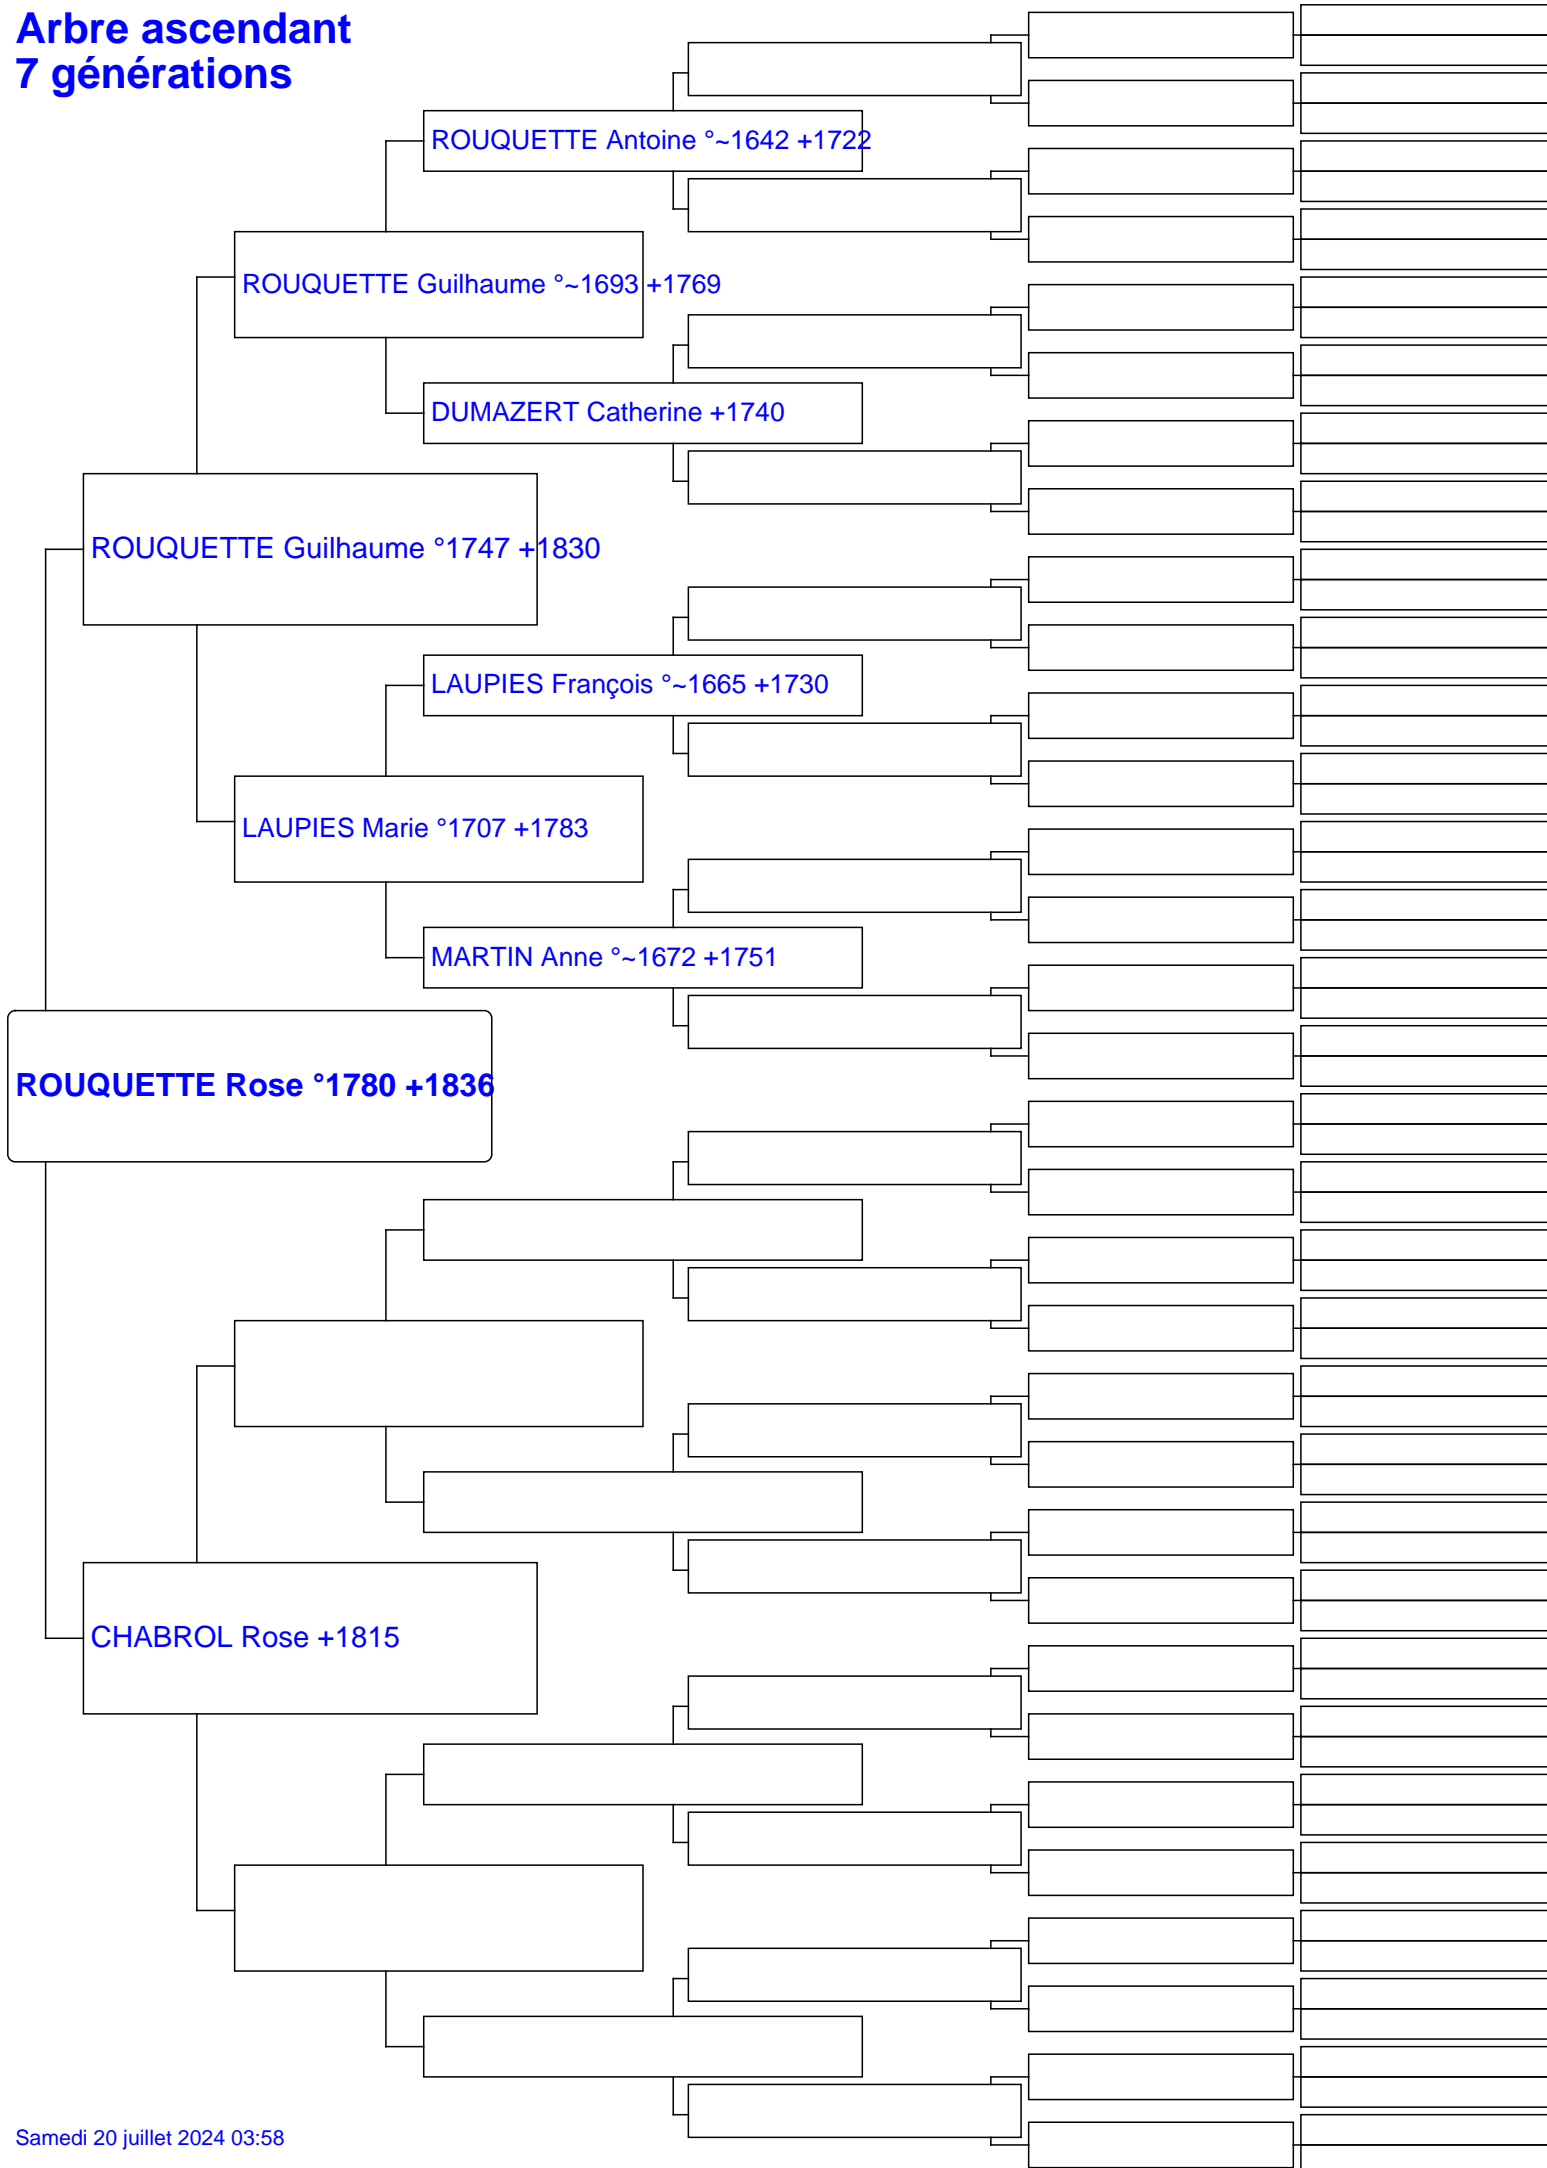 Arbre ascendant
7 générations
ROUQUETTE Antoine °~1642 +1722
ROUQUETTE Guilhaume °~1693 +1769
DUMAZERT Catherine +1740
ROUQUETTE Guilhaume °1747 +1830
LAUPIES François °~1665 +1730
LAUPIES Marie °1707 +1783
MARTIN Anne °~1672 +1751
ROUQUETTE Rose °1780 +1836
CHABROL Rose +1815
Samedi 20 juillet 2024 03:58